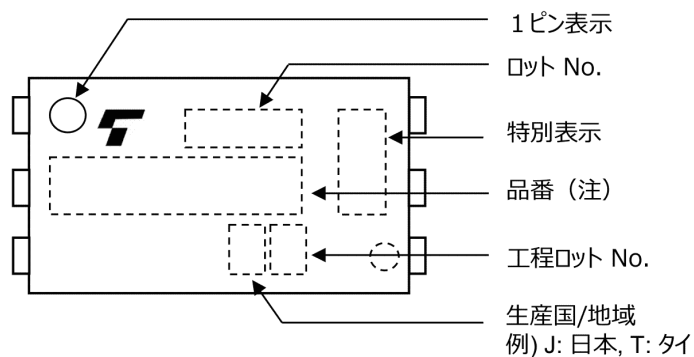 1ピン表示
ロット No.
特別表示
品番（注）
工程ロット No.
生産国/地域
例) J: 日本, T: タイ